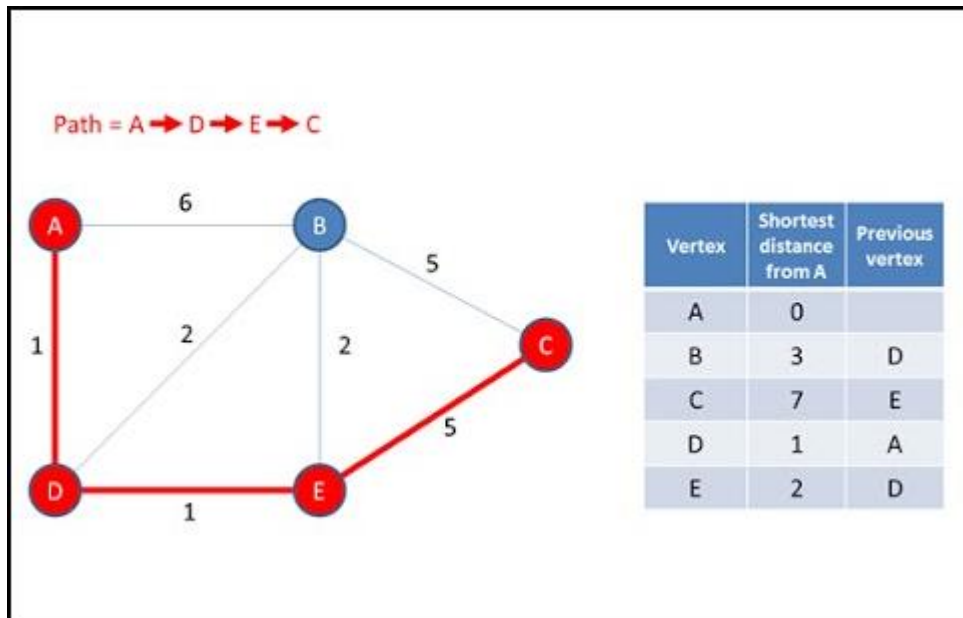 Path = A → D → E → C
A
6
B
5
1
2
2
C
5
D
1
E
Vertex Shortest distance from A Previous vertex
A 0
B 3 D
C 7 E
D 1 A
E 2 D